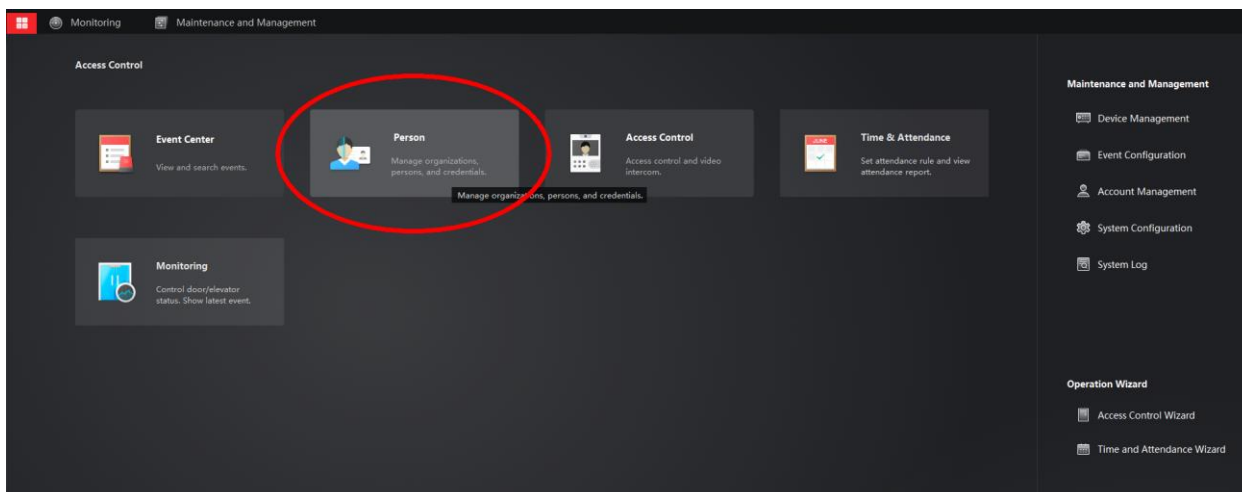 Monitoring
Maintenance and Management
Access Control
Event Center
View and search events.
Person
Manage organizations,
persons, and credentials.
Manage organizations, persons, and credentials.
Access Control
Access control and video
intercom.
JUNE
Time & Attendance
Set attendance rule and view
attendance report.
Monitoring
Control door/elevator
status. Show latest event.
Maintenance and Management
Device Management
Event Configuration
Account Management
System Configuration
System Log
Operation Wizard
Access Control Wizard
Time and Attendance Wizard